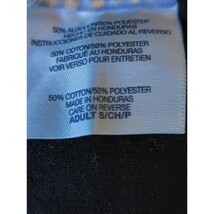 50% ALGODÓN/50% POLIESTER
HECHO EN HONDURAS
INSTRUCCIONES DE CUIDADO AL REVERSO
50% COTON/50% POLYESTER
FABRIQUÉ AU HONDURAS
VOIR VERSO POUR ENTRETIEN
50% COTTON/50% POLYESTER
MADE IN HONDURAS
CARE ON REVERSE
ADULT S/CH/P